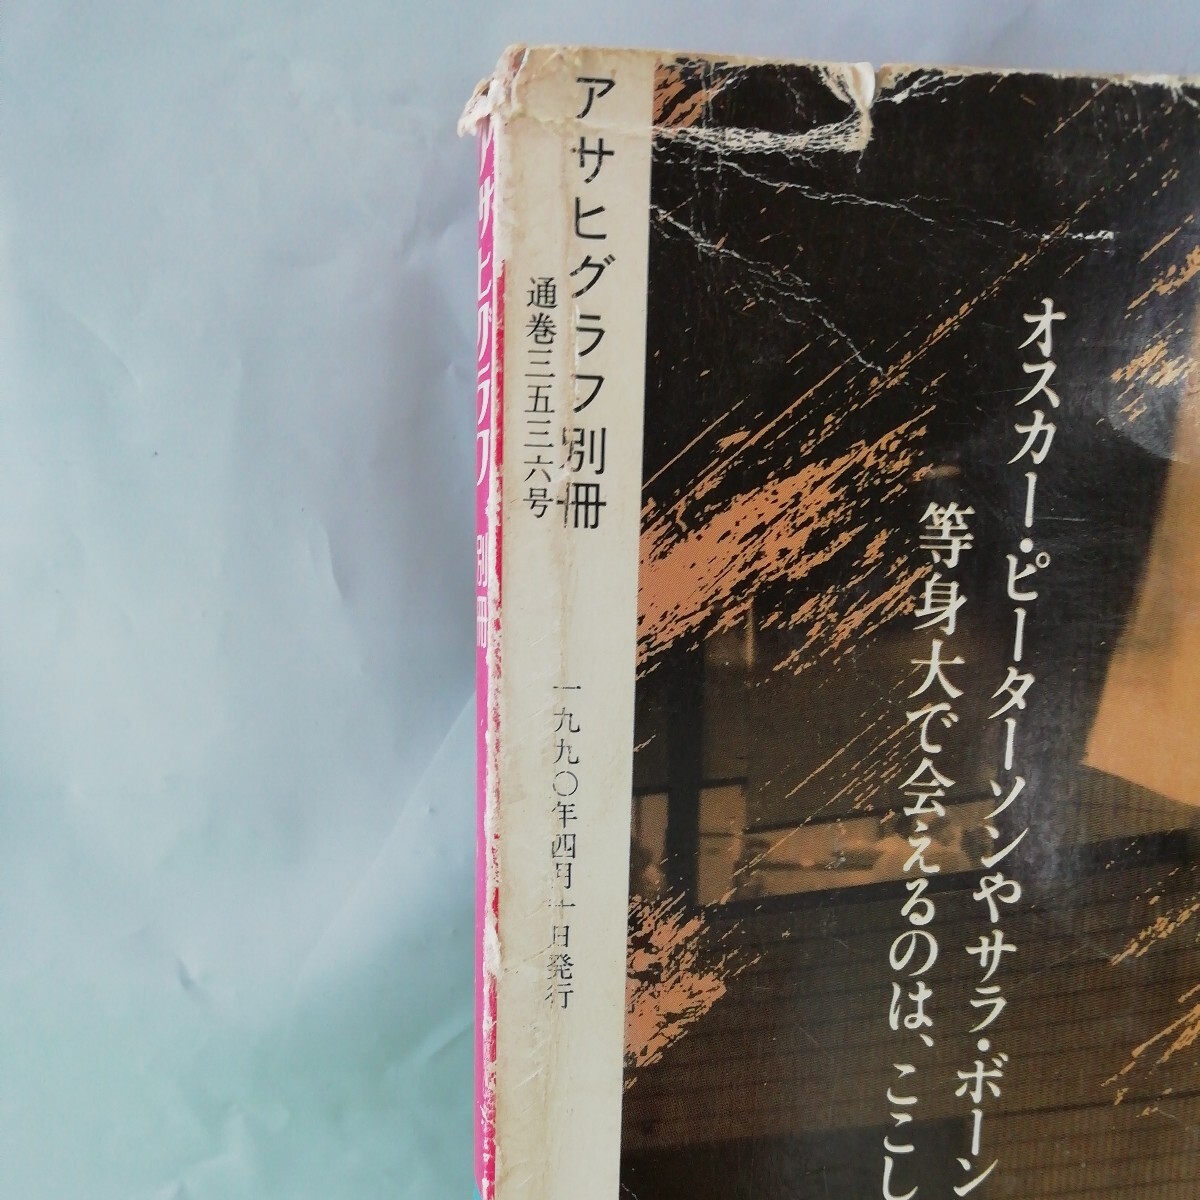 オスカー・ピーターソンやサラ・ボーン
等身大で会えるのは、ここし
アサヒグラフ別冊
通巻三五三六号
一九九〇年四月十日発行
アサヒグラフ 別冊